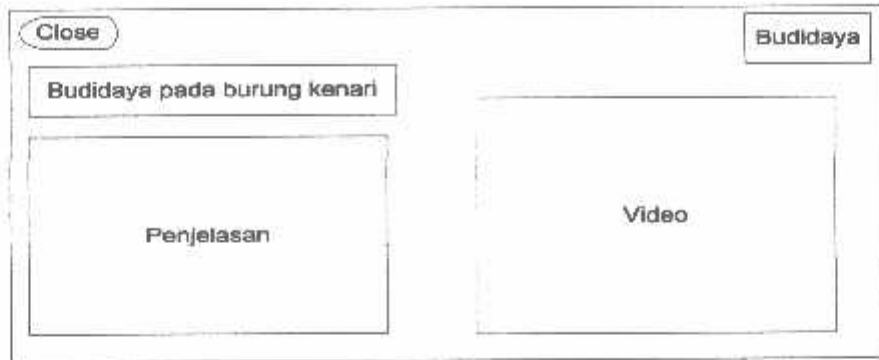 Close
Budidaya
Budidaya pada burung kenari
Penjelasan
Video